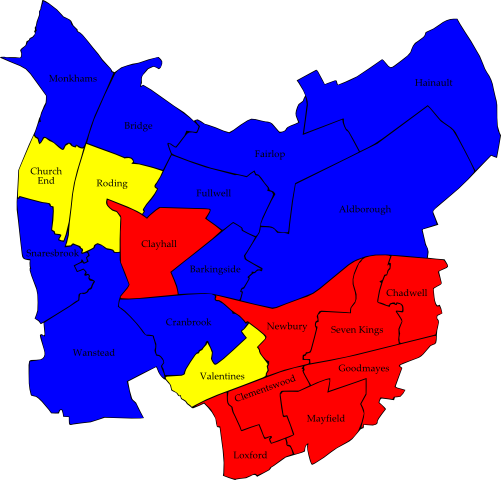 Monkhams
Hainault
Bridge
Fairlop
Church
End
Roding
Fullwell
Aldborough
Clayhall
Snaresbrook
Barkingside
Chadwell
Cranbrook
Newbury
Seven Kings
Wanstead
Goodmayes
Valentines
Clementswood
Mayfield
Loxford